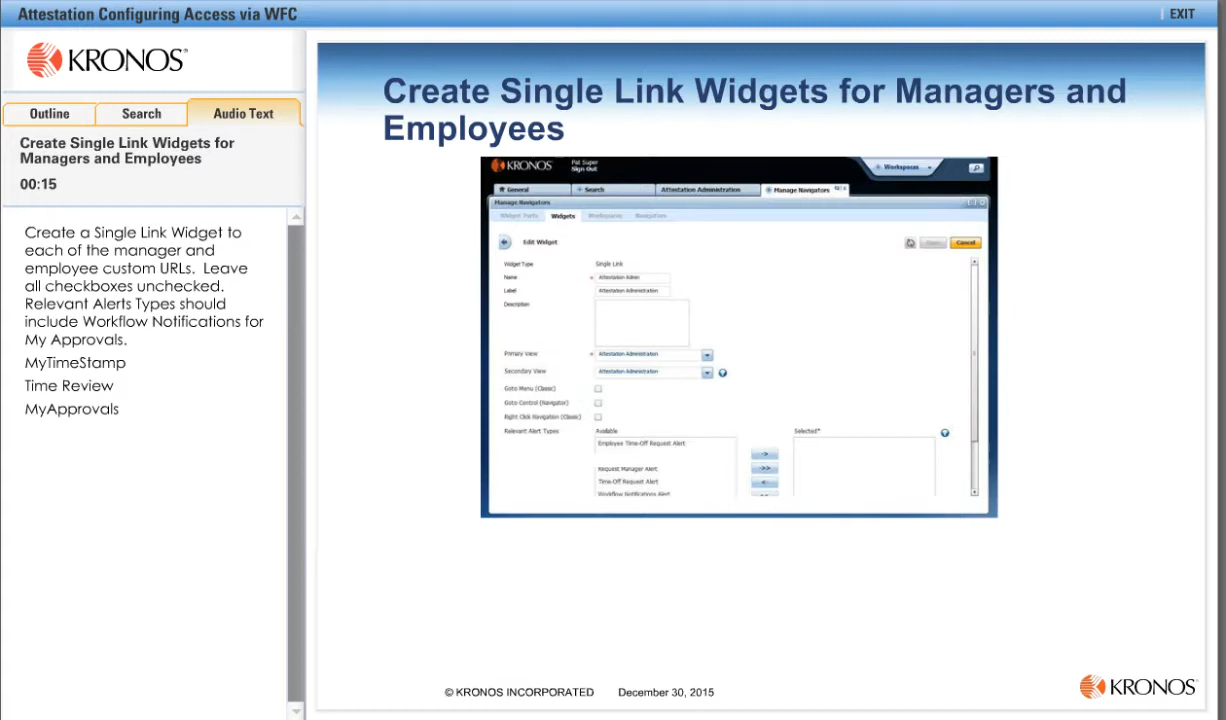 Attestation Configuring Access via WFC
EXIT
KRONOS
Outline
Search
Audio Text
Create Single Link Widgets for
Managers and Employees
00:15
Create a Single Link Widget to
each of the manager and
employee custom URLs.  Leave
all checkboxes unchecked.
Relevant Alerts Types should
include Workflow Notifications for
My Approvals.
MyTimeStamp
Time Review
MyApprovals
Create Single Link Widgets for Managers and
Employees
KRONOS
Pat Super
Sign Out
Workspaces
General
Search
Attestation Administration
Manage Navigators
Manage Navigators
Widget Parts
Widgets
Workspaces
Navigators
Edit Widget
Cancel
Widget Type
Single Link
Name
* Attestation Admin
Label
Attestation Administration
Description
Primary View
* Attestation Administration
Secondary View
Attestation Administration
Goto Menu (Classic)
Goto Control (Navigator)
Right Click Navigation (Classic)
Relevant Alert Types
Available
Selected*
Employee Time-Off Request Alert
Request Manager Alert
Time-Off Request Alert
Workflow Notifications Alert
->
>>
<
© KRONOS INCORPORATED
December 30, 2015
KRONOS